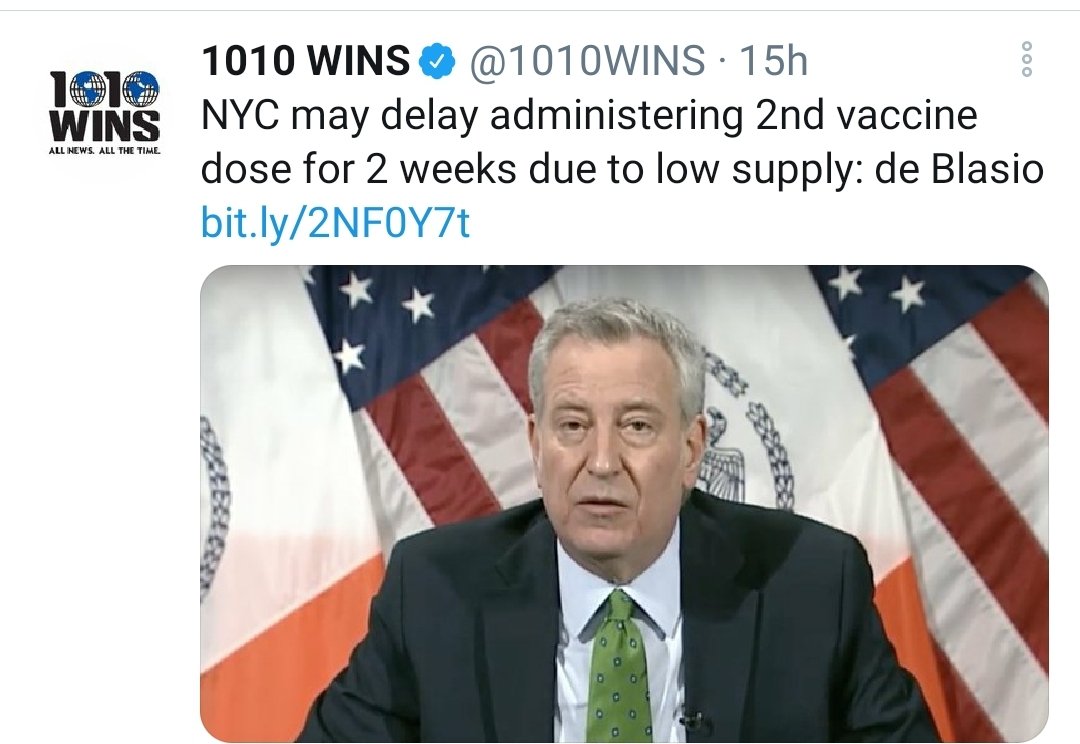 1010 WINS @1010WINS · 15h
1010
WINS
ALL NEWS. ALL THE TIME.
NYC may delay administering 2nd vaccine
dose for 2 weeks due to low supply: de Blasio
bit.ly/2NF0Y7t